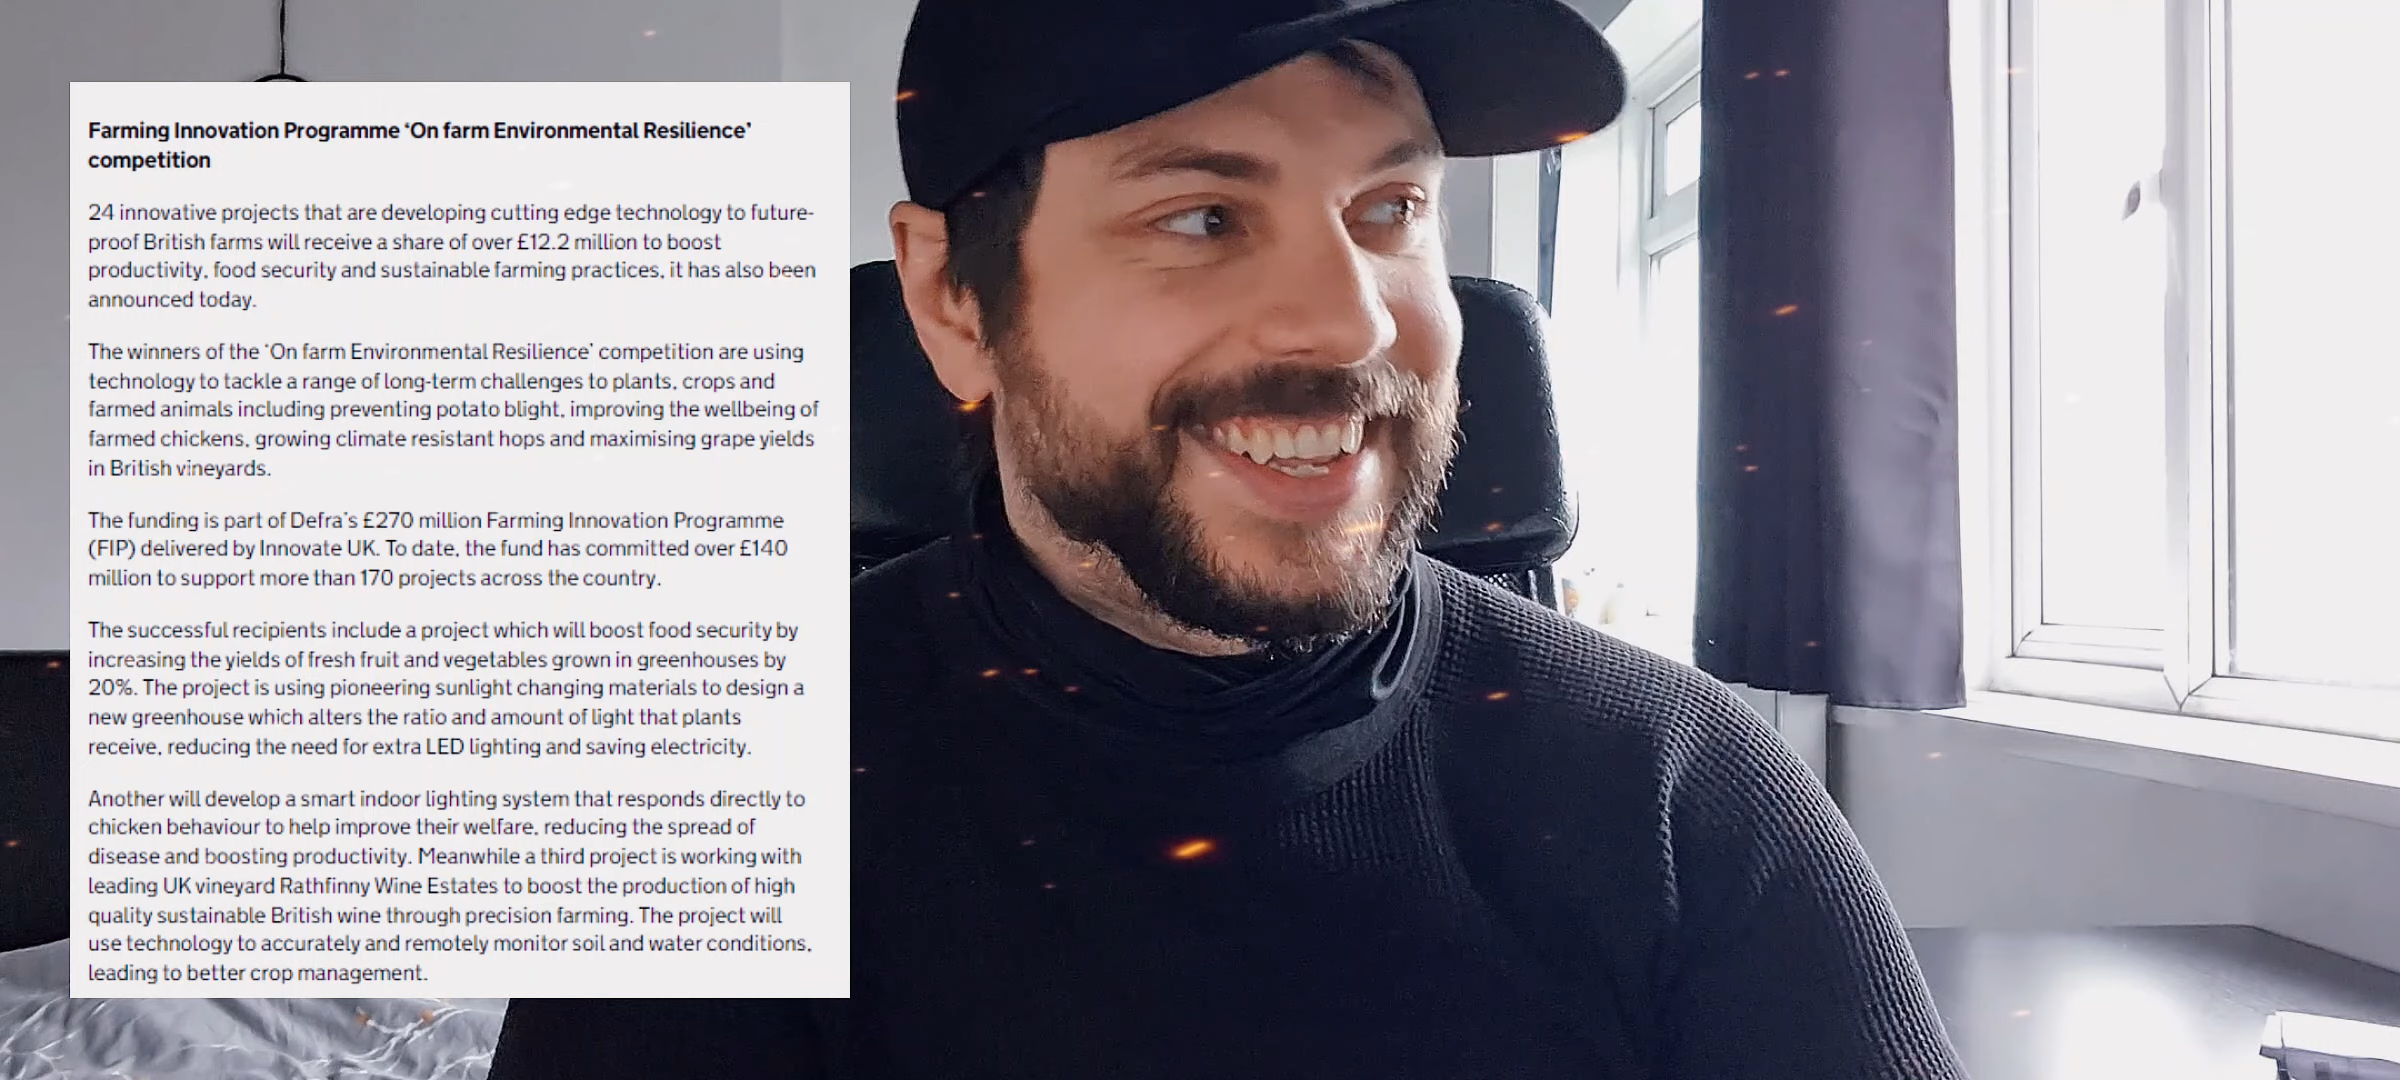 Farming Innovation Programme ‘On farm Environmental Resilience’
competition
24 innovative projects that are developing cutting edge technology to future-
proof British farms will receive a share of over £12.2 million to boost
productivity, food security and sustainable farming practices, it has also been
announced today.
The winners of the ‘On farm Environmental Resilience’ competition are using
technology to tackle a range of long-term challenges to plants, crops and
farmed animals including preventing potato blight, improving the wellbeing of
farmed chickens, growing climate resistant hops and maximising grape yields
in British vineyards.
The funding is part of Defra’s £270 million Farming Innovation Programme
(FIP) delivered by Innovate UK. To date, the fund has committed over £140
million to support more than 170 projects across the country.
The successful recipients include a project which will boost food security by
increasing the yields of fresh fruit and vegetables grown in greenhouses by
20%. The project is using pioneering sunlight changing materials to design a
new greenhouse which alters the ratio and amount of light that plants
receive, reducing the need for extra LED lighting and saving electricity.
Another will develop a smart indoor lighting system that responds directly to
chicken behaviour to help improve their welfare, reducing the spread of
disease and boosting productivity. Meanwhile a third project is working with
leading UK vineyard Rathfinny Wine Estates to boost the production of high
quality sustainable British wine through precision farming. The project will
use technology to accurately and remotely monitor soil and water conditions,
leading to better crop management.